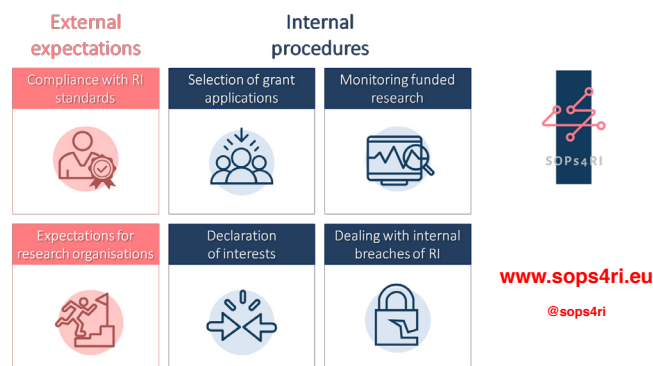 External
expectations
Internal
procedures
Compliance with RI
standards
Selection of grant
applications
Monitoring funded
research
SOPs4RI
Expectations for
research organisations
Declaration
of interests
Dealing with internal
breaches of RI
www.sops4ri.eu
@sops4ri